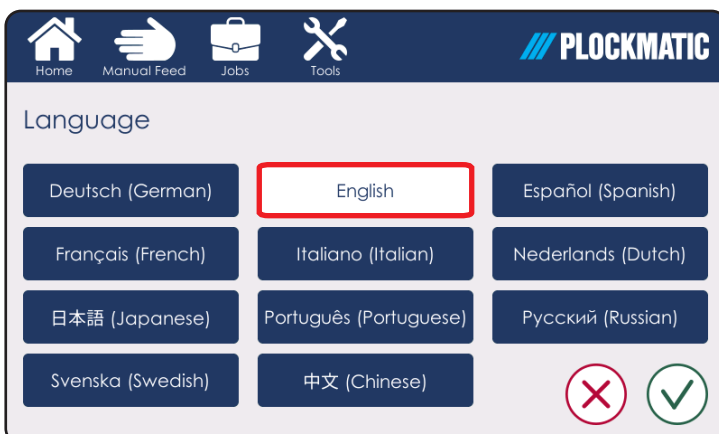 Home Manual Feed Jobs Tools PLOCKMATIC
Language
Deutsch (German) English Español (Spanish)
Français (French) Italiano (Italian) Nederlands (Dutch)
日本語 (Japanese) Português (Portuguese) Русский (Russian)
Svenska (Swedish) 中文 (Chinese)